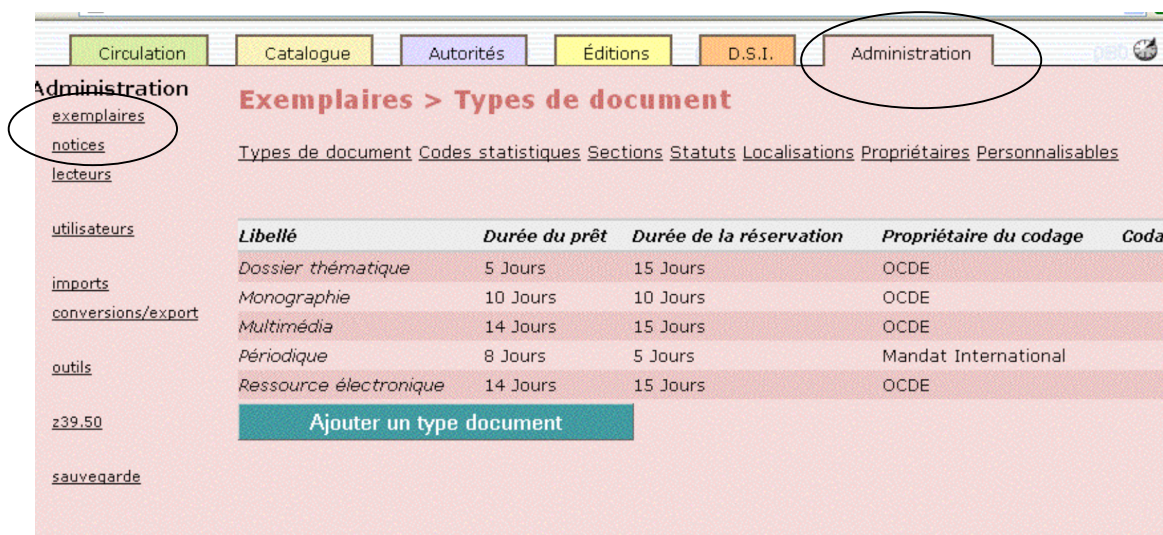 Circulation Catalogue Autorités Éditions D.S.I. Administration pmb
Administration
exemplaires
notices
lecteurs
utilisateurs
imports
conversions/export
outils
z39.50
sauvegarde
Exemplaires > Types de document
Types de document Codes statistiques Sections Statuts Localisations Propriétaires Personnalisables
Libellé Durée du prêt Durée de la réservation Propriétaire du codage Coda
Dossier thématique 5 Jours 15 Jours OCDE
Monographie 10 Jours 10 Jours OCDE
Multimédia 14 Jours 15 Jours OCDE
Périodique 8 Jours 5 Jours Mandat International
Ressource électronique 14 Jours 15 Jours OCDE
Ajouter un type document